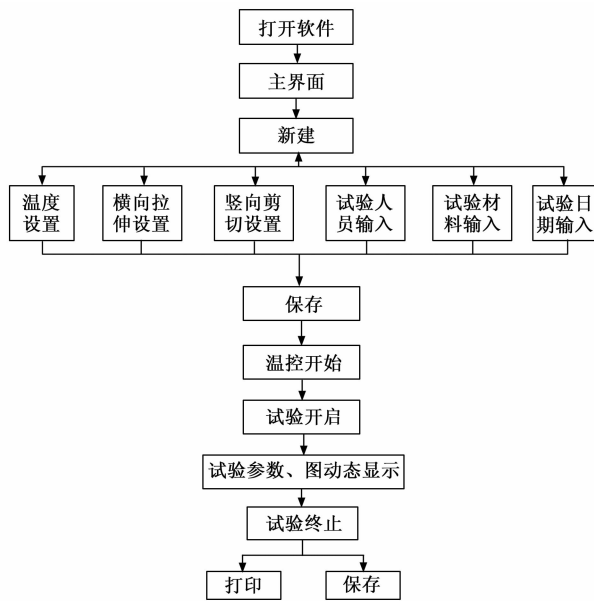 打开软件
主界面
新建
温度
设置
横向拉
伸设置
竖向剪
切设置
试验人
员输入
试验材
料输入
试验日
期输入
保存
温控开始
试验开启
试验参数、图动态显示
试验终止
打印
保存